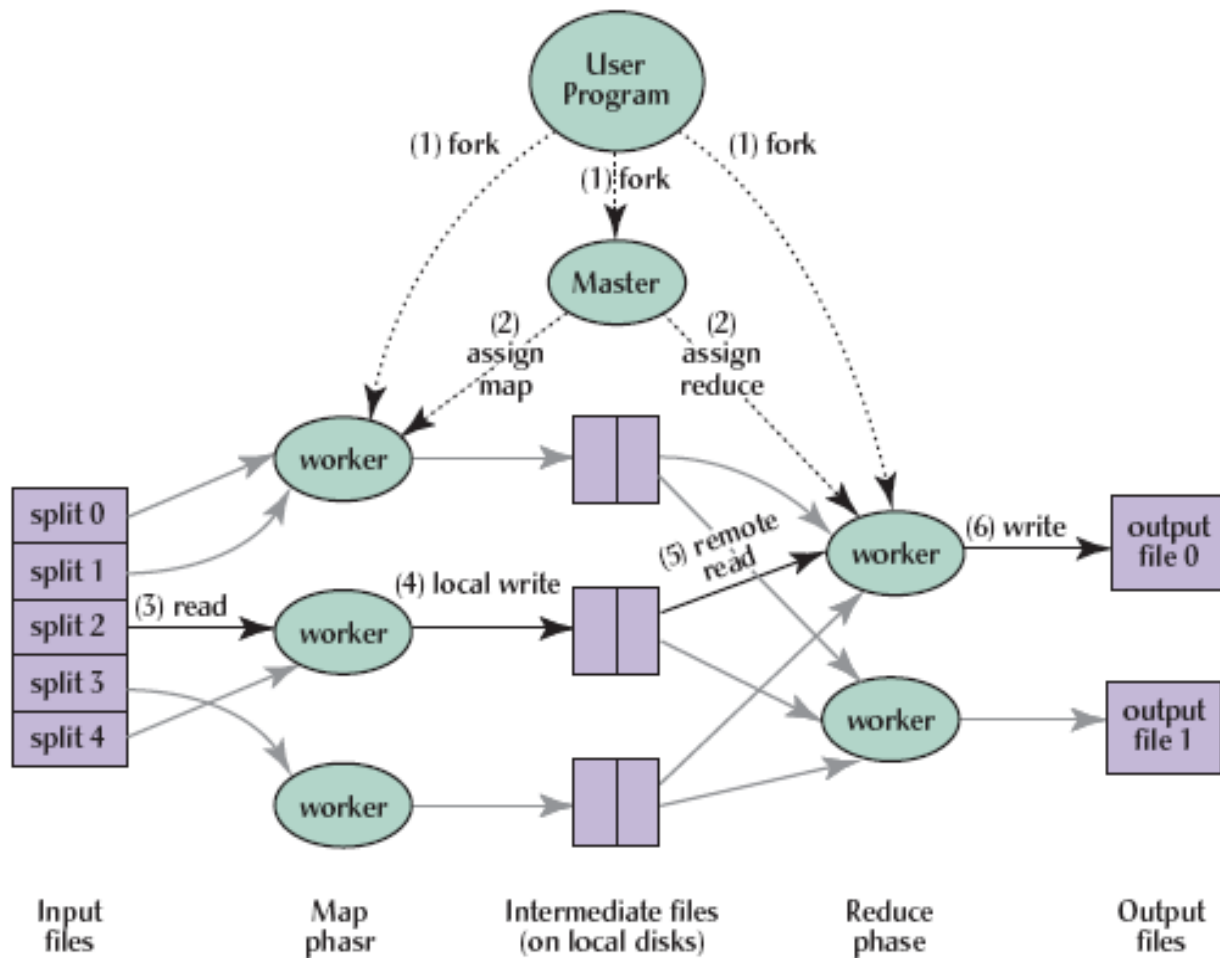 User
Program
(1) fork
(1) fork
(1) fork
Master
(2)
assign
map
(2)
assign
reduce
worker
split 0
split 1
split 2
split 3
split 4
(3) read
worker
(4) local write
(5) remote
read
worker
(6) write
output
file 0
worker
output
file 1
worker
Input
files
Map
phasr
Intermediate files
(on local disks)
Reduce
phase
Output
files